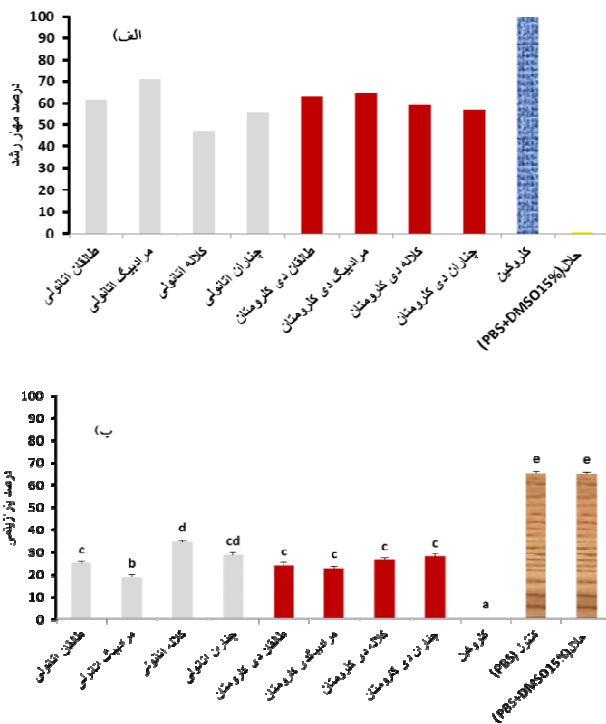 الف)
درصد مهار رشد
100
90
80
70
60
50
40
30
20
10
0
طالقان اتانولی
مرادبیگ اتانولی
کلاله اتانولی
چناران اتانولی
طالقان دی کلرومتان
مرادبیگ دی کلرومتان
کلاله دی کلرومتان
چناران دی کلرومتان
کلروکین
حلال(PBS+DMSO15%)
ب)
درصد پارازیتمی
100
90
80
70
60
50
40
30
20
10
0
c
b
d
cd
c
c
c
c
a
e
e
طالقان اتانولی
مرادبیگ اتانولی
کلاله اتانولی
چناران اتانولی
طالقان دی کلرومتان
مرادبیگ دی کلرومتان
کلاله دی کلرومتان
چناران دی کلرومتان
کلروکین
کنترل (PBS)
حلال(PBS+DMSO15%)